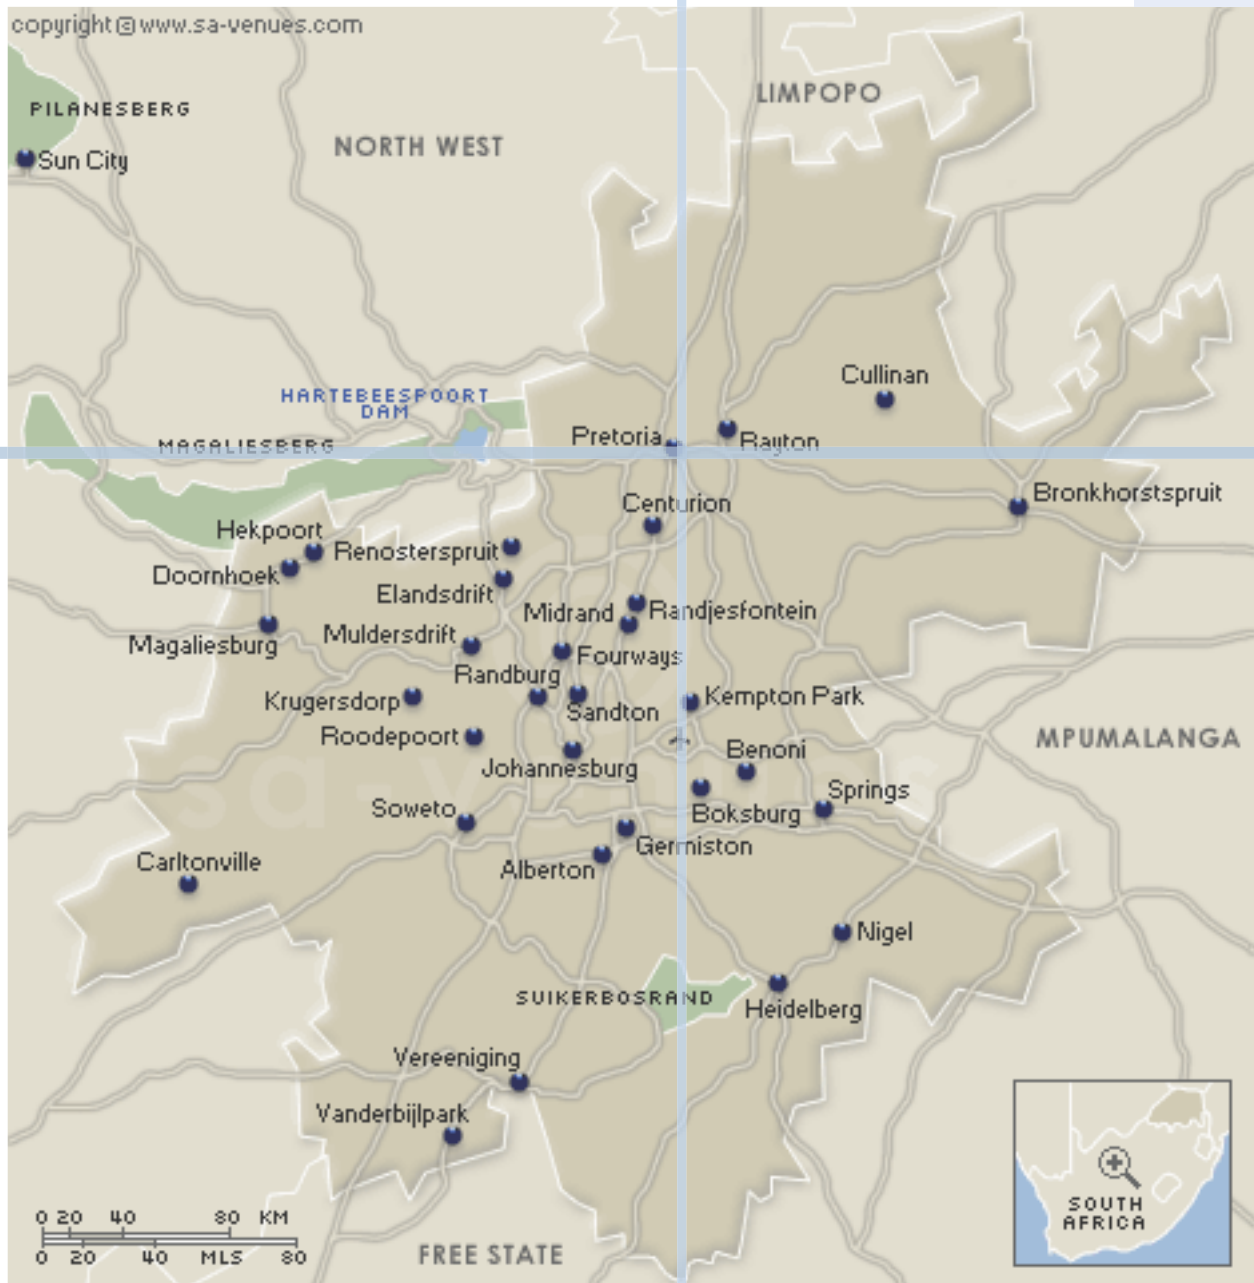 copyright©www.sa-venues.com
LIMPOPO
PILANESBERG
NORTH WEST
Sun City
Cullinan
HARTEBEESPOORT
DAM
Pretoria
Rayton
MAGALIESBERG
Bronkhorstspruit
Centurion
Hekpoort
Renosterspruit
Doornhoek
Elandsdrift
Midrand
Randjesfontein
Muldersdrift
Magaliesburg
Fourways
Randburg
Krugersdorp
Kempton Park
Sandton
Roodepoort
MPUMALANGA
Benoni
Johannesburg
sa-venues
Springs
Soweto
Boksburg
Germiston
Carltonville
Alberton
Nigel
SUIKERBOSRAND
Heidelberg
Vereeniging
Vanderbijlpark
SOUTH
AFRICA
0 20 40 80 KM
0 20 40 MLS 80
FREE STATE